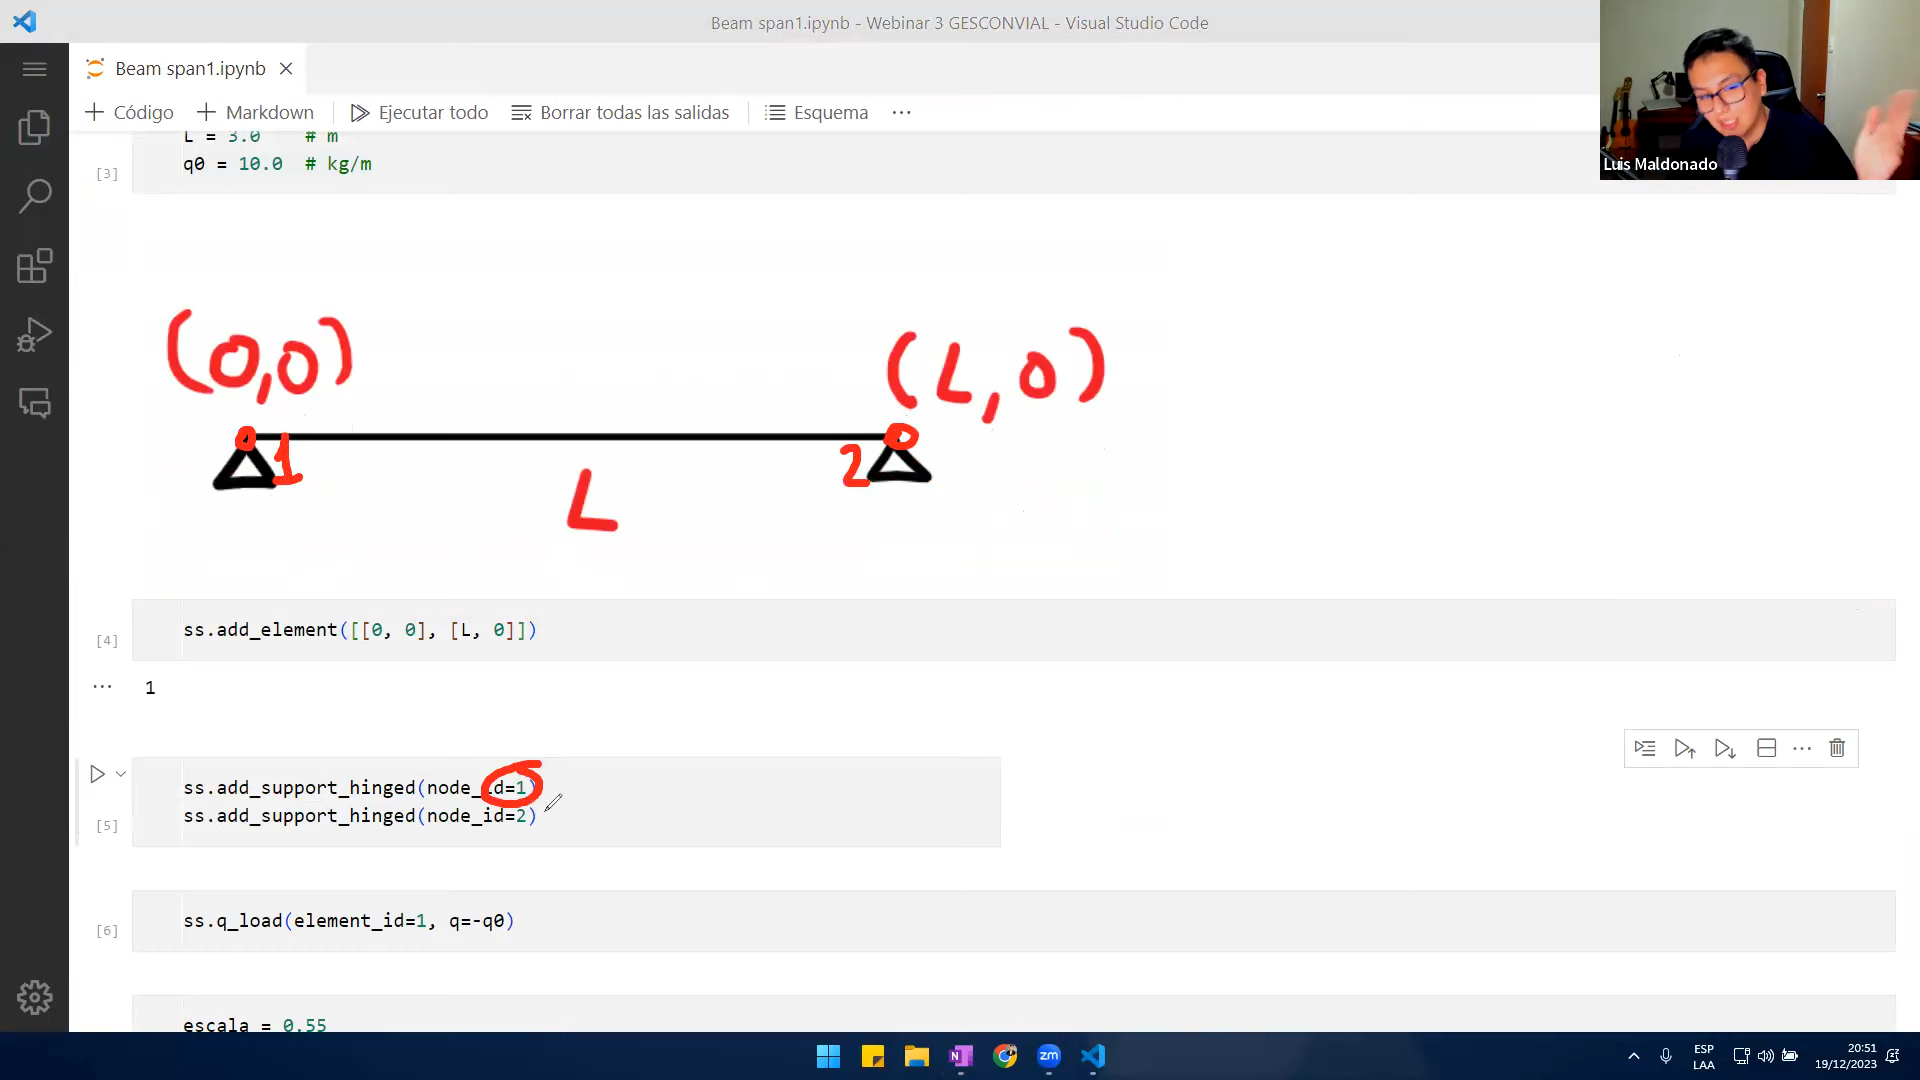 Beam span1.ipynb - Webinar 3 GESCONVIAL - Visual Studio Code
Beam span1.ipynb
Código Markdown Ejecutar todo Borrar todas las salidas Esquema ...
Luis Maldonado
L = 3.0 # m
q0 = 10.0 # kg/m
[3]
(0,0)
(L,0)
1
2
L
ss.add_element([[0, 0], [L, 0]])
[4]
1
ss.add_support_hinged(node_id=1)
ss.add_support_hinged(node_id=2)
[5]
ss.q_load(element_id=1, q=-q0)
[6]
escala = 0.55
N
zm
ESP
LAA
20:51
19/12/2023